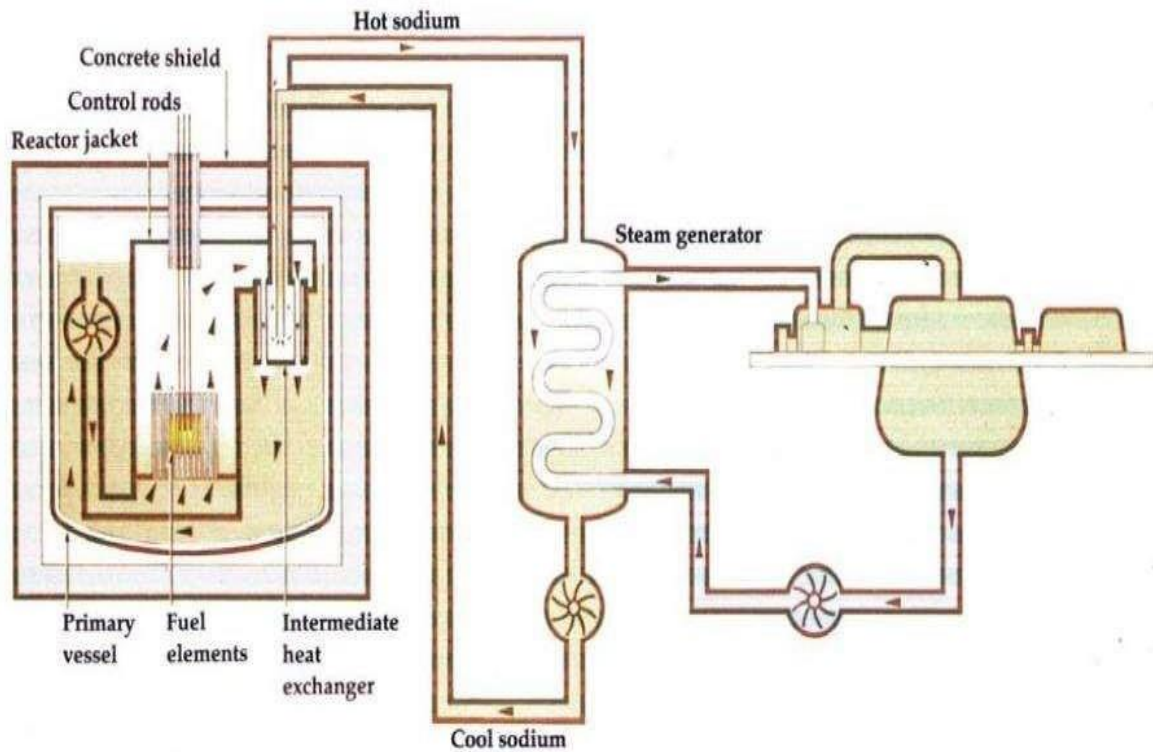 Hot sodium
Concrete shield
Control rods
Reactor jacket
Steam generator
Primary
vessel
Fuel
elements
Intermediate
heat
exchanger
Cool sodium